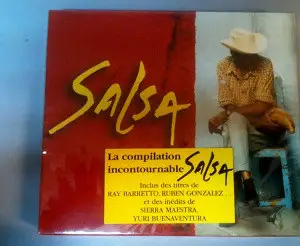 SALSA
La compilation
incontournable SALSA
Inclus des titres de
RAY BARRETTO, RUBEN GONZALEZ ...
et des inédits de
SIERRA MAESTRA,
YURI BUENAVENTURA